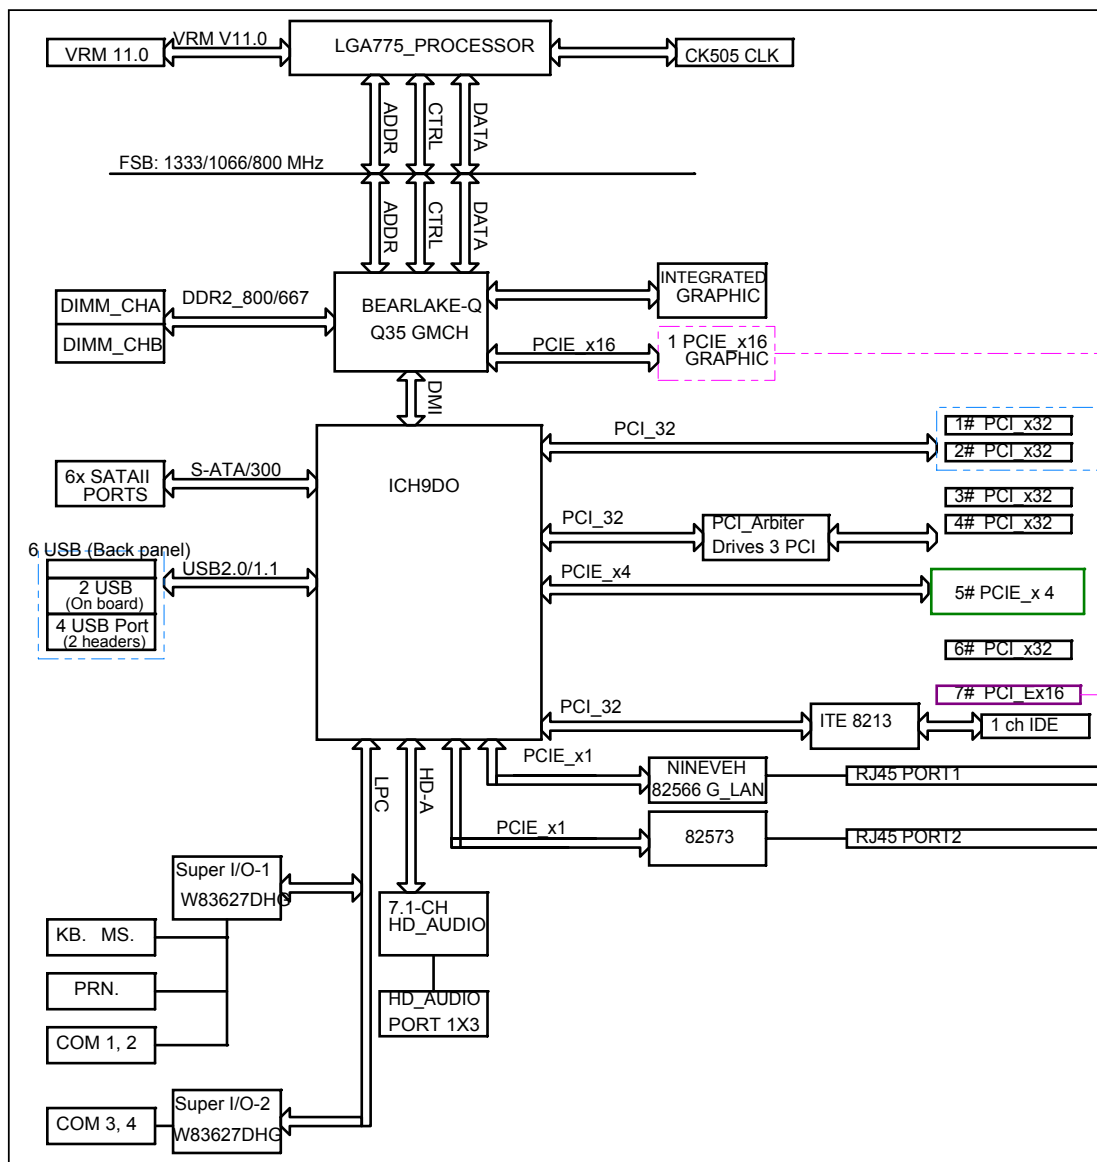 VRM 11.0
VRM V11.0
LGA775_PROCESSOR
CK505 CLK
ADDR
CTRL
DATA
FSB: 1333/1066/800 MHz
ADDR
CTRL
DATA
DIMM_CHA
DIMM_CHB
DDR2_800/667
BEARLAKE-Q
Q35 GMCH
INTEGRATED
GRAPHIC
PCIE_x16
1 PCIE_x16
GRAPHIC
DMI
6x SATAII
PORTS
S-ATA/300
ICH9DO
PCI_32
1# PCI_x32
2# PCI_x32
3# PCI_x32
4# PCI_x32
PCI_32
PCI_Arbiter
Drives 3 PCI
6 USB (Back panel)
2 USB
(On board)
4 USB Port
(2 headers)
USB2.0/1.1
PCIE_x4
5# PCIE_x 4
6# PCI_x32
7# PCI_Ex16
PCI_32
ITE 8213
1 ch IDE
PCIE_x1
NINEVEH
82566 G_LAN
RJ45 PORT1
PCIE_x1
82573
RJ45 PORT2
LPC
HD-A
Super I/O-1
W83627DHG
7.1-CH
HD_AUDIO
KB. MS.
PRN.
COM 1, 2
HD_AUDIO
PORT 1X3
Super I/O-2
W83627DHG
COM 3, 4